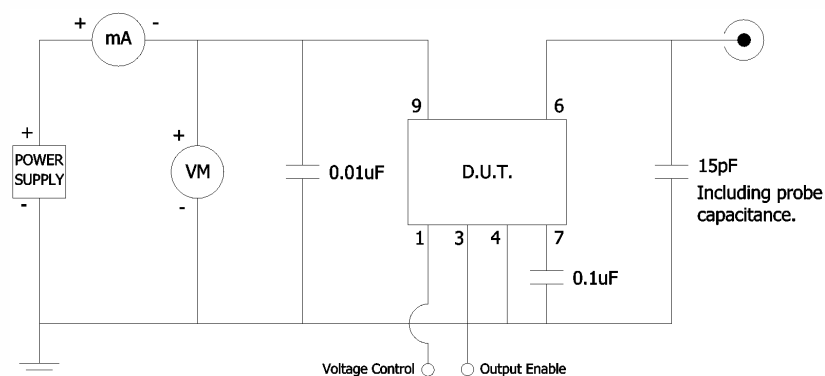 + mA -
9 6
+
POWER
SUPPLY
-
+
VM
-
0.01uF
D.U.T.
15pF
Including probe
capacitance.
1 3 4 7
0.1uF
Voltage Control Output Enable